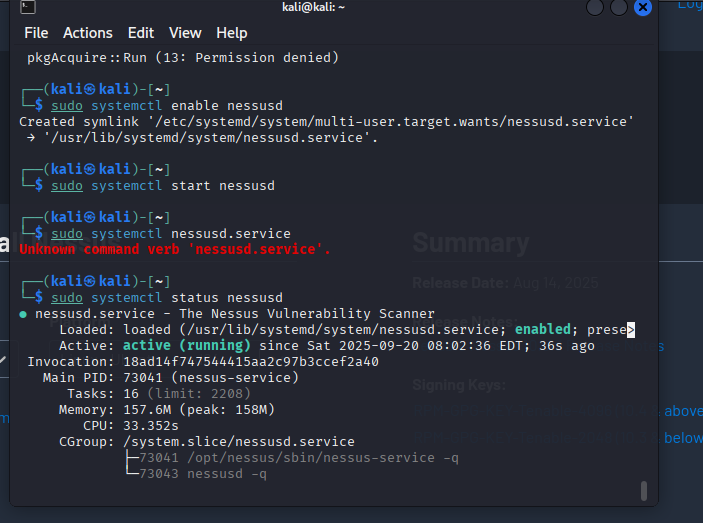 kali@kali: ~
File Actions Edit View Help
pkgAcquire::Run (13: Permission denied)
┌──(kali㉿kali)-[~]
└─$ sudo systemctl enable nessusd
Created symlink '/etc/systemd/system/multi-user.target.wants/nessusd.service'
→ '/usr/lib/systemd/system/nessusd.service'.
┌──(kali㉿kali)-[~]
└─$ sudo systemctl start nessusd
┌──(kali㉿kali)-[~]
└─$ sudo systemctl nessusd.service
Unknown command verb 'nessusd.service'.
┌──(kali㉿kali)-[~]
└─$ sudo systemctl status nessusd
● nessusd.service - The Nessus Vulnerability Scanner
Loaded: loaded (/usr/lib/systemd/system/nessusd.service; enabled; prese>
Active: active (running) since Sat 2025-09-20 08:02:36 EDT; 36s ago
Invocation: 18ad14f747544415aa2c97b3ccef2a40
Main PID: 73041 (nessus-service)
Tasks: 16 (limit: 2208)
Memory: 157.6M (peak: 158M)
CPU: 33.352s
CGroup: /system.slice/nessusd.service
├─73041 /opt/nessus/sbin/nessus-service -q
└─73043 nessusd -q
Summary
Release Date: Aug 14, 2025
Signing Keys:
above
below